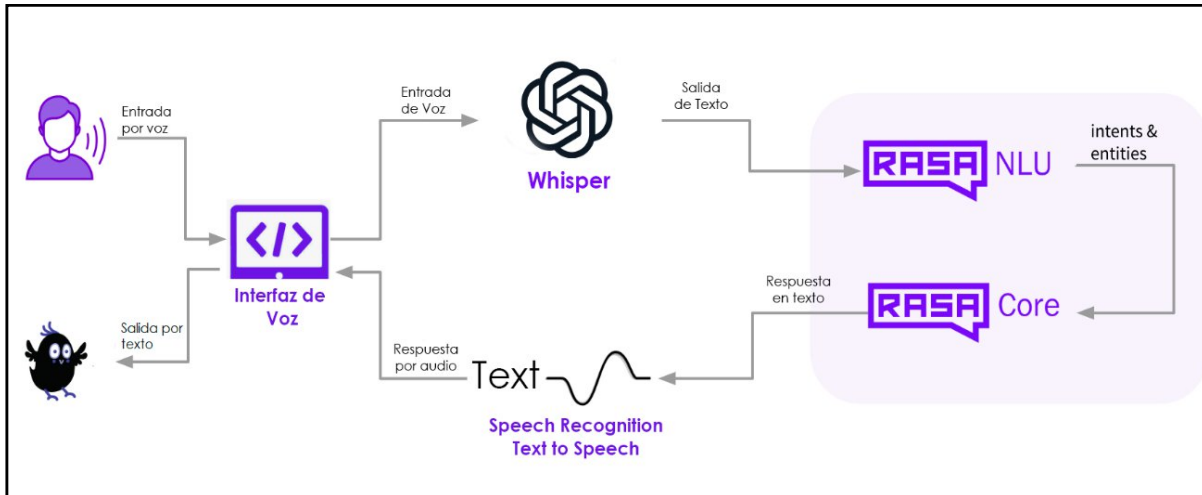 Entrada
por voz
Entrada
de Voz
Salida
de Texto
Whisper
RASA NLU
intents &
entities
</>
Interfaz de
Voz
Respuesta
en texto
RASA Core
Salida por
texto
Respuesta
por audio
Text
Speech Recognition
Text to Speech